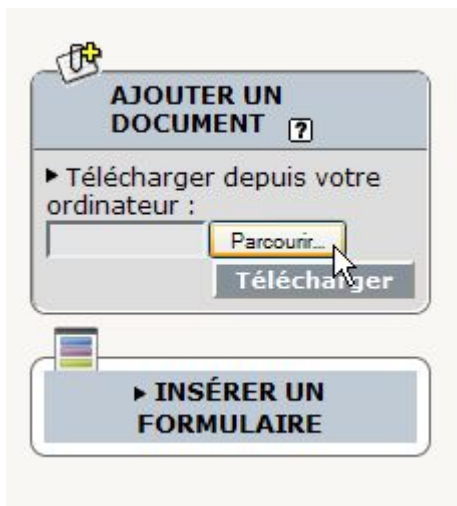 AJOUTER UN
DOCUMENT ?
▶ Télécharger depuis votre
ordinateur :
Parcourir...
Télécharger
▶ INSÉRER UN
FORMULAIRE